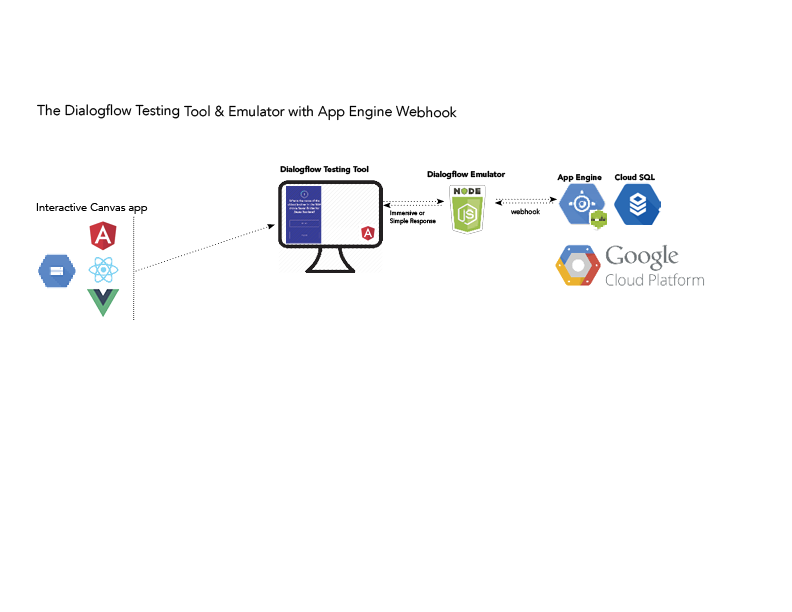 The Dialogflow Testing Tool & Emulator with App Engine Webhook
Dialogflow Testing Tool
Dialogflow Emulator
App Engine
Cloud SQL
Interactive Canvas app
NODE
JS
Immersive or
Simple Response
webhook
A
A
Google
Cloud Platform